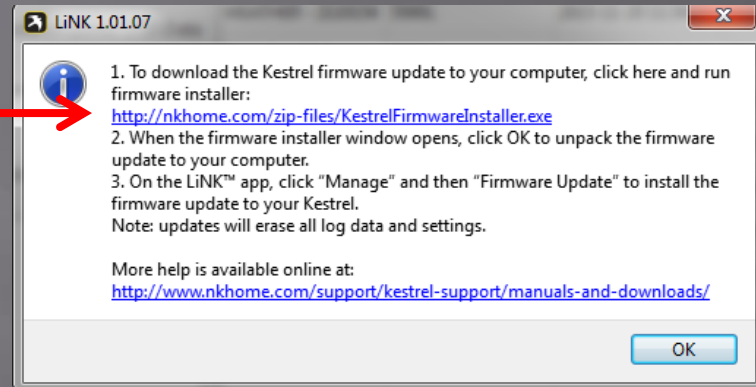 LiNK 1.01.07
1. To download the Kestrel firmware update to your computer, click here and run
firmware installer:
http://nkhome.com/zip-files/KestrelFirmwareInstaller.exe
2. When the firmware installer window opens, click OK to unpack the firmware
update to your computer.
3. On the LiNK™ app, click "Manage" and then "Firmware Update" to install the
firmware update to your Kestrel.
Note: updates will erase all log data and settings.
More help is available online at:
http://www.nkhome.com/support/kestrel-support/manuals-and-downloads/
OK